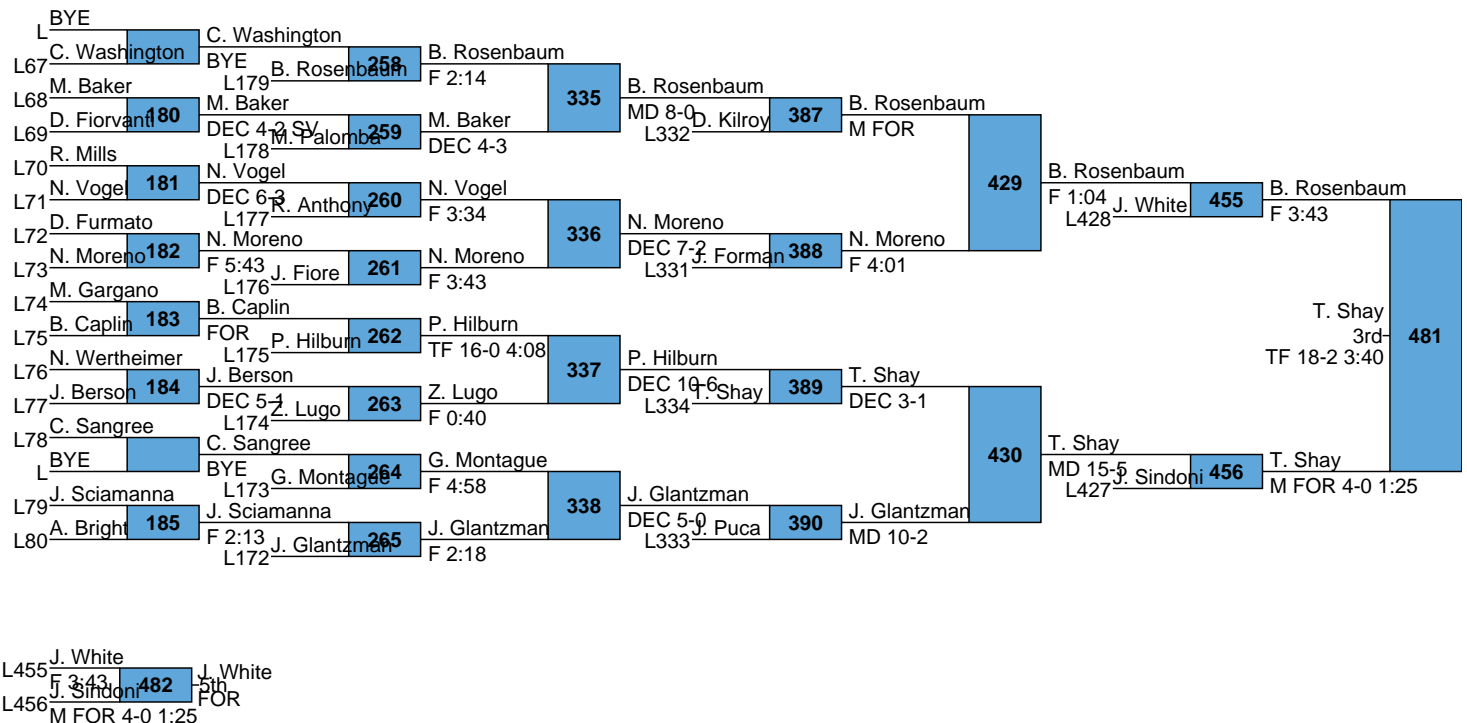 BYE
L
C. Washington
L67
M. Baker
L68
180
D. Fiorvanti
L69
R. Mills
L70
181
N. Vogel
L71
D. Furmato
L72
182
N. Moreno
L73
M. Gargano
L74
183
B. Caplin
L75
N. Wertheimer
L76
184
J. Berson
L77
C. Sangree
L78
BYE
L
J. Sciamanna
L79
185
A. Bright
L80
C. Washington
BYE
258
B. Rosenbaum
L179
M. Baker
DEC 4-2 SV
259
M. Palomba
L178
N. Vogel
DEC 6-3
260
R. Anthony
L177
N. Moreno
F 5:43
261
J. Fiore
L176
B. Caplin
FOR
262
P. Hilburn
L175
J. Berson
DEC 5-1
263
Z. Lugo
L174
C. Sangree
BYE
264
G. Montague
L173
J. Sciamanna
F 2:13
265
J. Glantzman
L172
B. Rosenbaum
F 2:14
335
M. Baker
DEC 4-3
N. Vogel
F 3:34
336
N. Moreno
F 3:43
P. Hilburn
TF 16-0 4:08
337
Z. Lugo
F 0:40
G. Montague
F 4:58
338
J. Glantzman
F 2:18
B. Rosenbaum
MD 8-0
387
D. Kilroy
L332
N. Moreno
DEC 7-2
388
J. Forman
L331
P. Hilburn
DEC 10-6
389
T. Shay
L334
J. Glantzman
DEC 5-0
390
J. Puca
L333
B. Rosenbaum
M FOR
429
N. Moreno
F 4:01
T. Shay
DEC 3-1
430
J. Glantzman
MD 10-2
B. Rosenbaum
F 1:04
455
J. White
L428
T. Shay
MD 15-5
456
J. Sindoni
L427
B. Rosenbaum
F 3:43
481
T. Shay
M FOR 4-0 1:25
T. Shay
3rd
TF 18-2 3:40
J. White
L455
F 3:43
482
J. Sindoni
L456
M FOR 4-0 1:25
J. White
5th
FOR